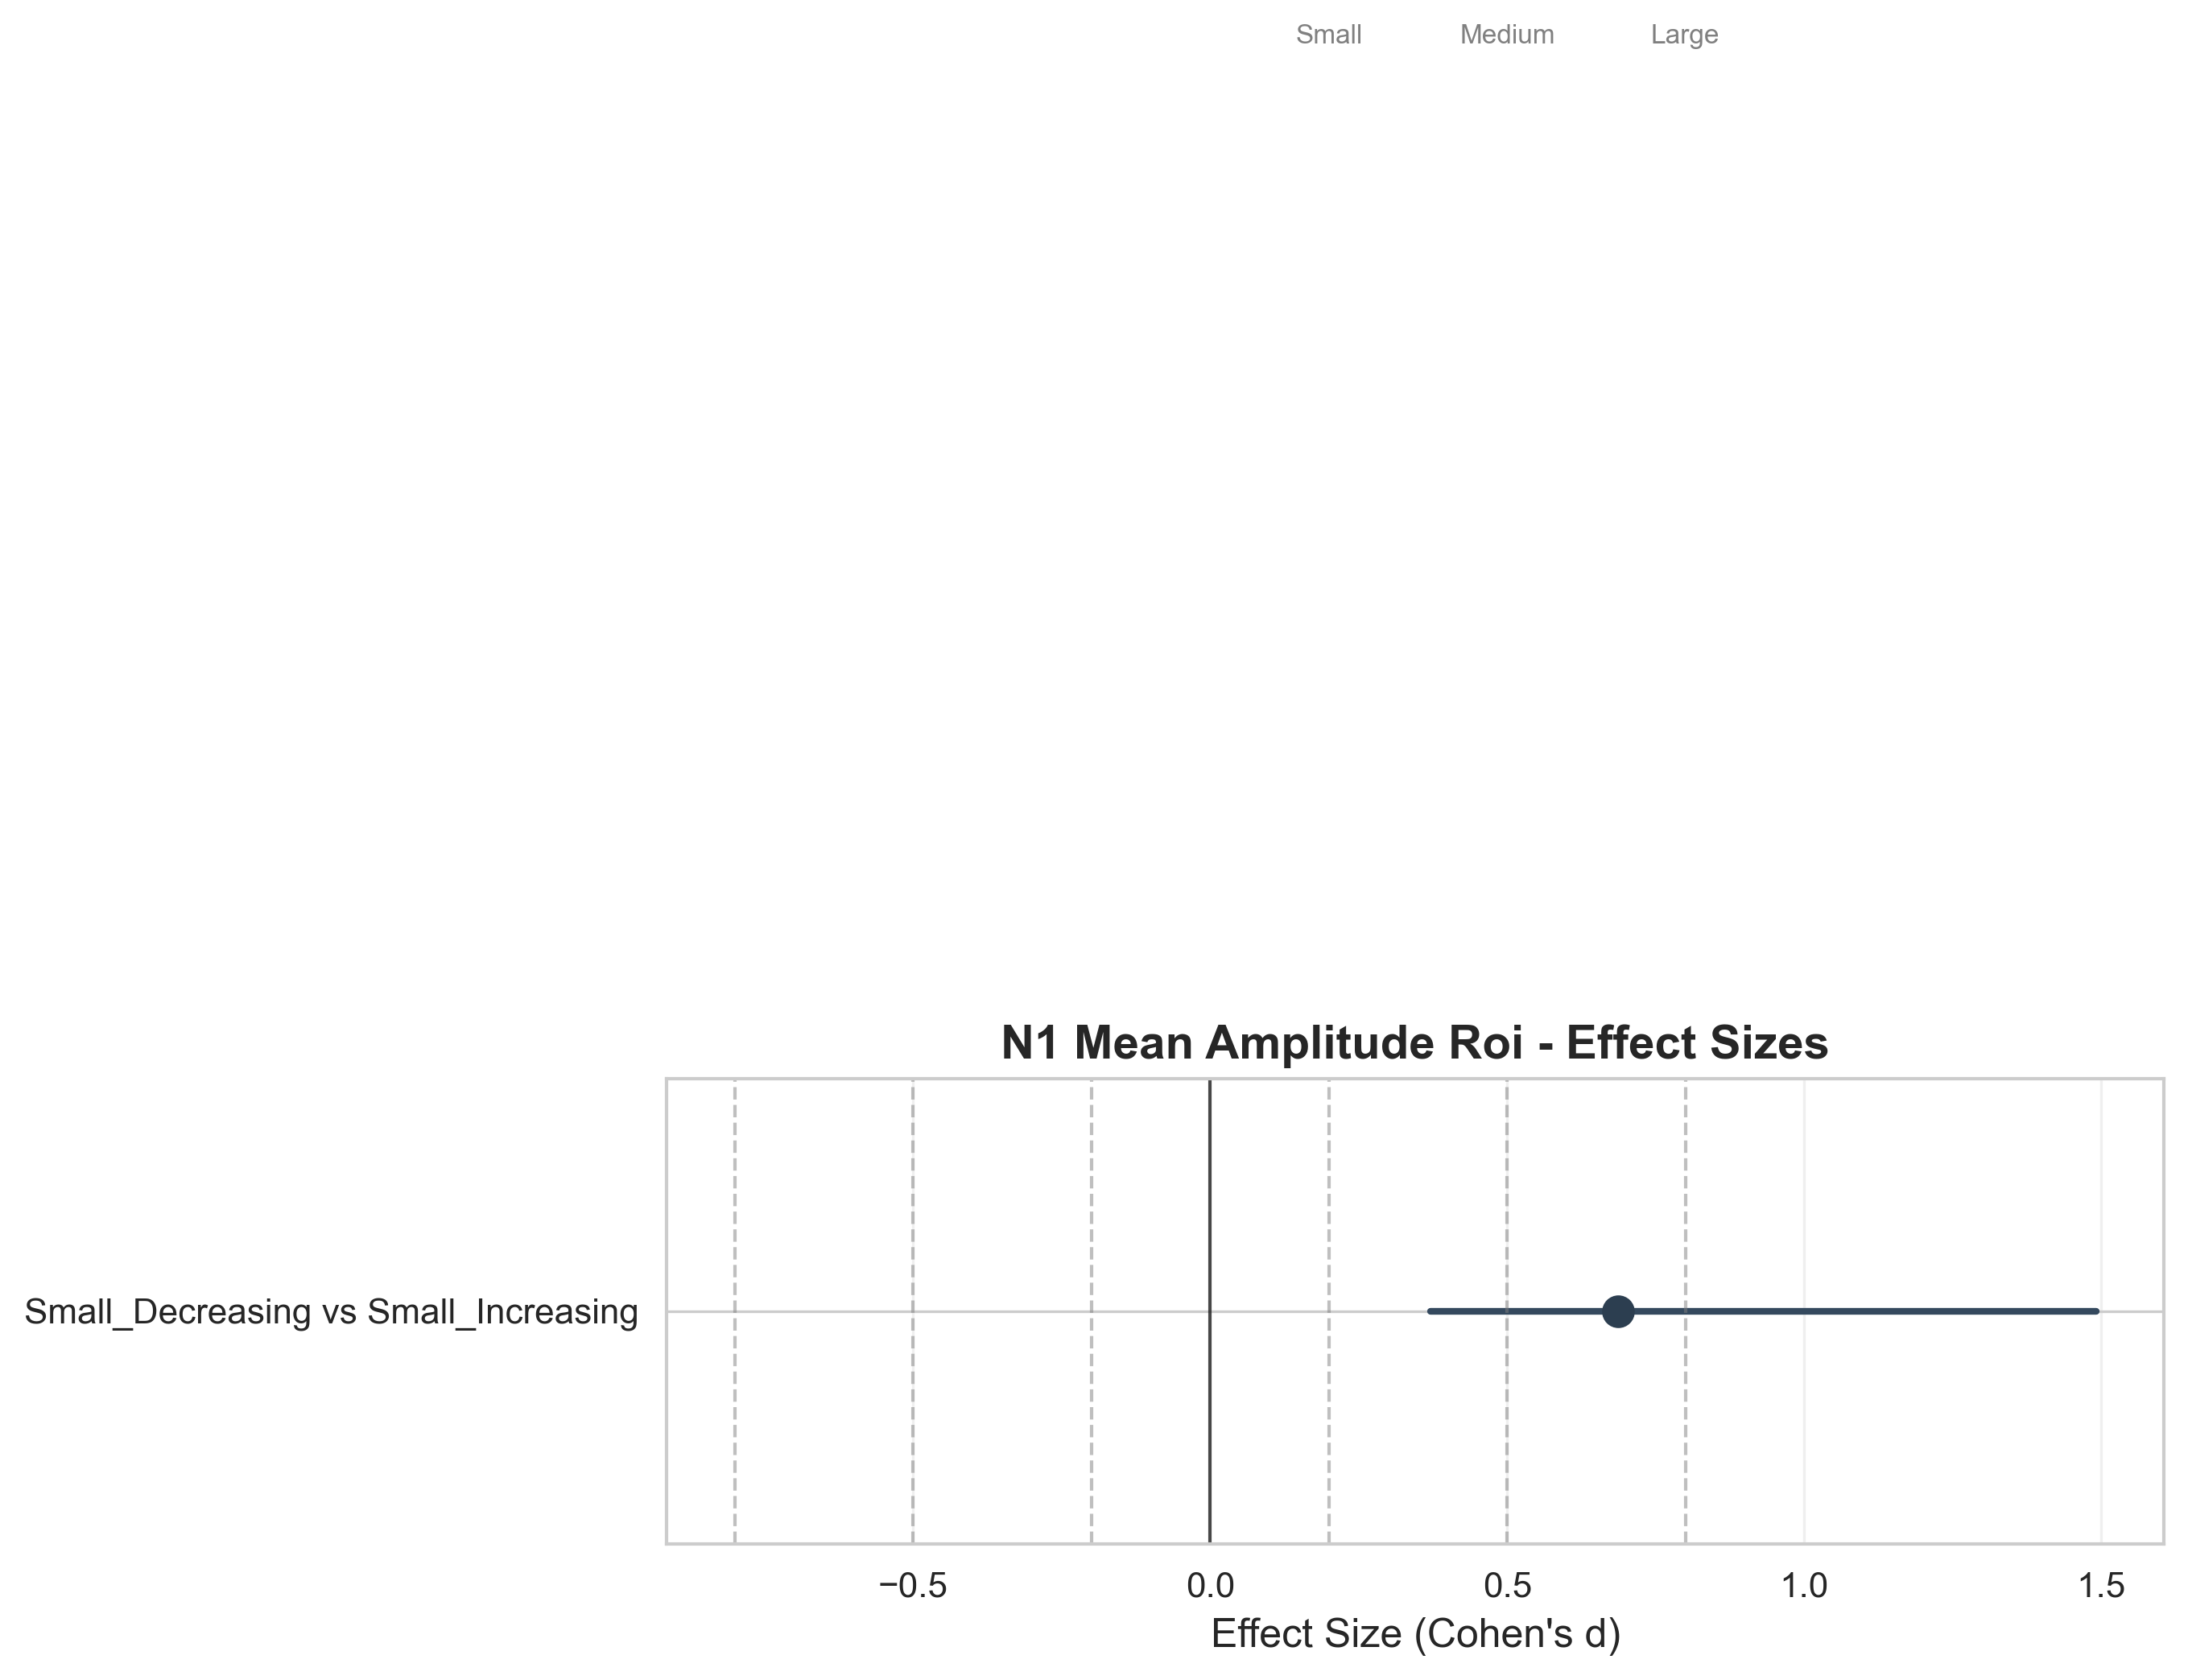 Small Medium Large
N1 Mean Amplitude Roi - Effect Sizes
Small_Decreasing vs Small_Increasing
−0.5 0.0 0.5 1.0 1.5
Effect Size (Cohen's d)